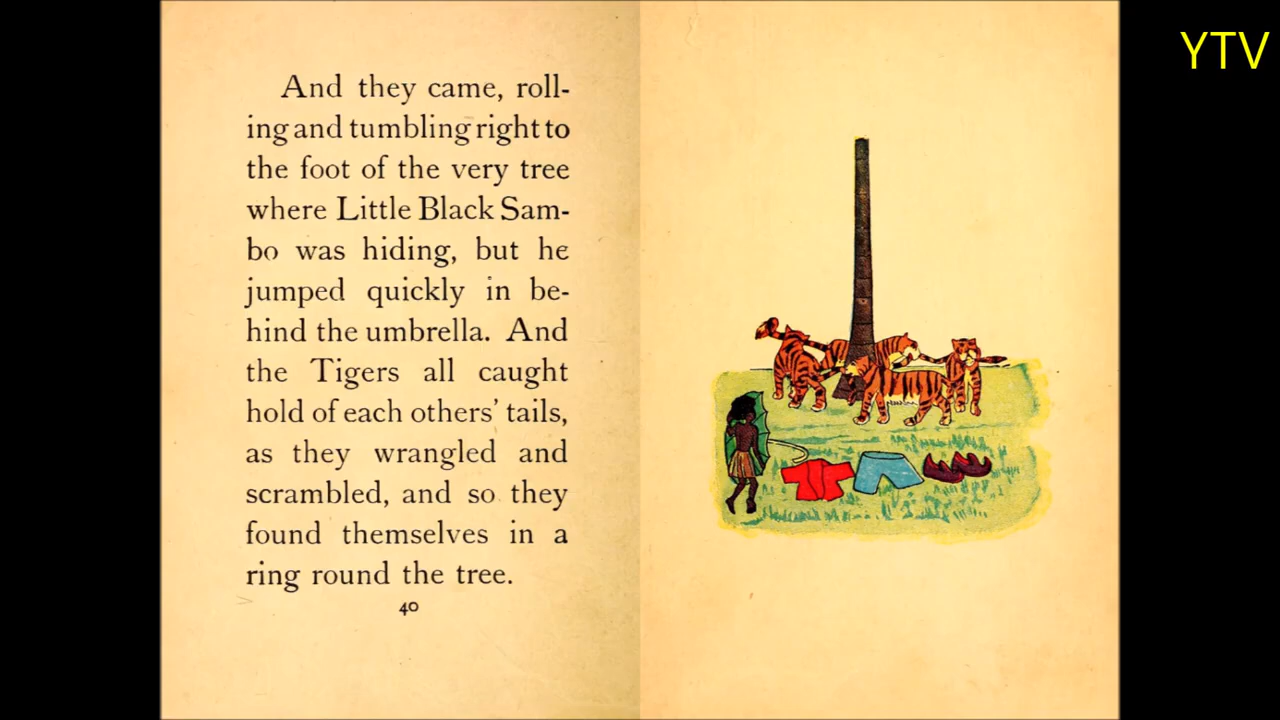 And they came, roll-
ing and tumbling right to
the foot of the very tree
where Little Black Sam-
bo was hiding, but he
jumped quickly in be-
hind the umbrella. And
the Tigers all caught
hold of each others' tails,
as they wrangled and
scrambled, and so they
found themselves in a
ring round the tree.
40
YTV